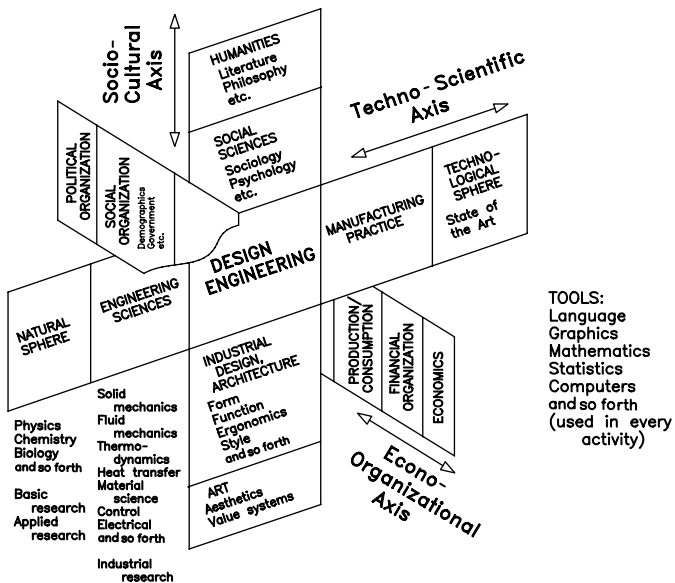 Socio-
Cultural
Axis
HUMANITIES
Literature
Philosophy
etc.
SOCIAL
SCIENCES
Sociology
Psychology
etc.
Techno-Scientific
Axis
POLITICAL
ORGANIZATION
SOCIAL
ORGANIZATION
Demographics
Government
etc.
NATURAL
SPHERE
ENGINEERING
SCIENCES
DESIGN
ENGINEERING
MANUFACTURING
PRACTICE
TECHNO-
LOGICAL
SPHERE
State of
the Art
PRODUCTION
CONSUMPTION
FINANCIAL
ORGANIZATION
ECONOMICS
Econo-
Organizational
Axis
INDUSTRIAL
DESIGN,
ARCHITECTURE
Form
Function
Ergonomics
Style
and so forth
ART
Aesthetics
Value systems
Physics
Chemistry
Biology
and so forth
Basic
research
Applied
research
Solid
mechanics
Fluid
mechanics
Thermo-
dynamics
Heat transfer
Material
science
Control
Electrical
and so forth
Industrial
research
TOOLS:
Language
Graphics
Mathematics
Statistics
Computers
and so forth
(used in every
activity)